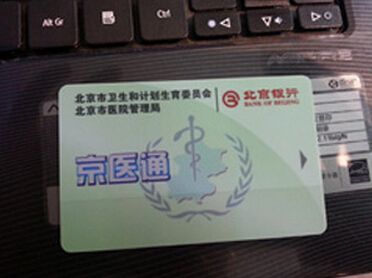 Alt Gr
Ctrl
北京市卫生和计划生育委员会
北京市医院管理局
北京银行
BANK OF BEIJING
京医通